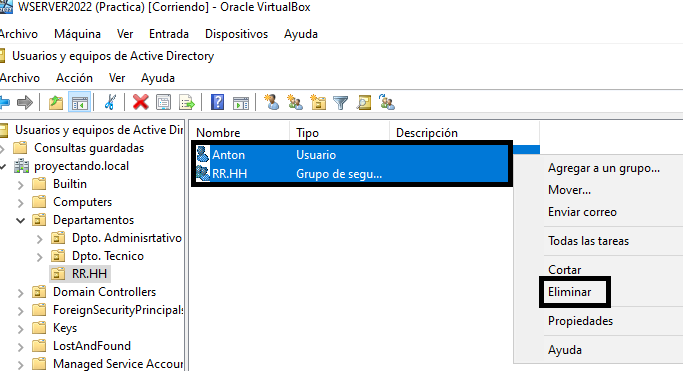 WSERVER2022 (Practica) [Corriendo] - Oracle VirtualBox
Archivo Máquina Ver Entrada Dispositivos Ayuda
Usuarios y equipos de Active Directory
Archivo Acción Ver Ayuda
Usuarios y equipos de Active Direc
Consultas guardadas
proyectando.local
Builtin
Computers
Departamentos
Dpto. Adminisrtativo
Dpto. Tecnico
RR.HH
Domain Controllers
ForeignSecurityPrincipals
Keys
LostAndFound
Managed Service Accour
Nombre Tipo Descripción
Anton Usuario
RR.HH Grupo de segu...
Agregar a un grupo...
Mover...
Enviar correo
Todas las tareas
Cortar
Eliminar
Propiedades
Ayuda